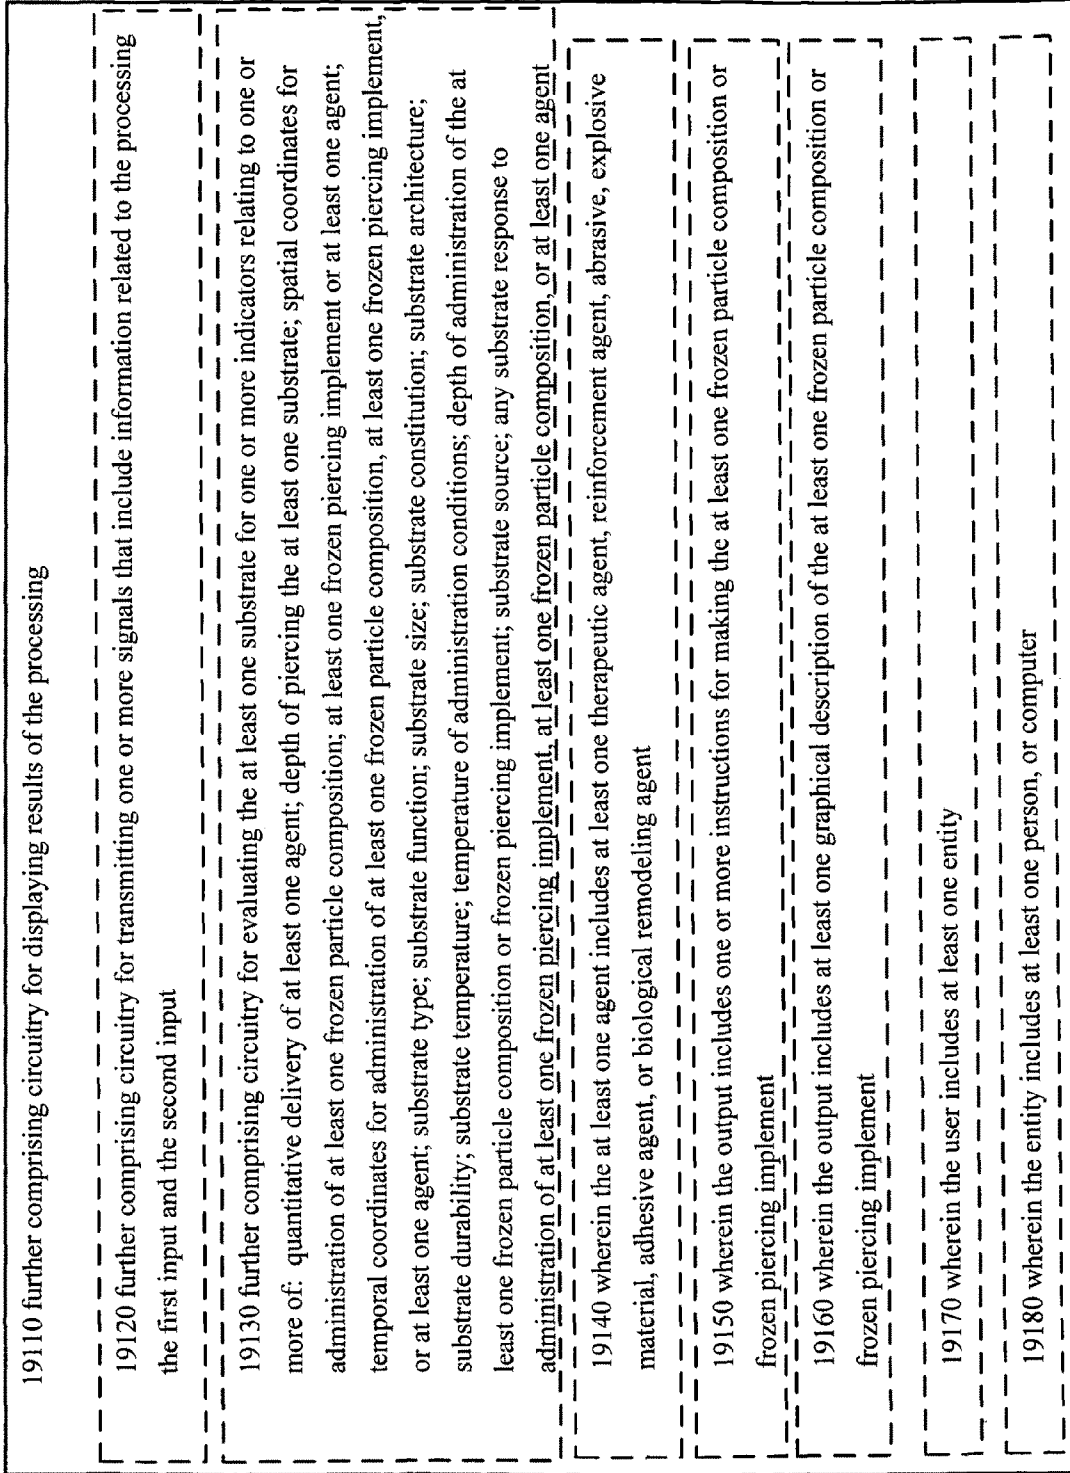 19110 further comprising circuitry for displaying results of the processing
19120 further comprising circuitry for transmitting one or more signals that include information related to the processing
the first input and the second input
19130 further comprising circuitry for evaluating the at least one substrate for one or more indicators relating to one or
more of:  quantitative delivery of at least one agent; depth of piercing the at least one substrate; spatial coordinates for
administration of at least one frozen particle composition; at least one frozen piercing implement or at least one agent;
temporal coordinates for administration of at least one frozen particle composition, at least one frozen piercing implement,
or at least one agent; substrate type; substrate function; substrate size; substrate constitution; substrate architecture;
substrate durability; substrate temperature; temperature of administration conditions; depth of administration of the at
least one frozen particle composition or frozen piercing implement; substrate source; any substrate response to
administration of at least one frozen piercing implement, at least one frozen particle composition, or at least one agent
19140 wherein the at least one agent includes at least one therapeutic agent, reinforcement agent, abrasive, explosive
material, adhesive agent, or biological remodeling agent
19150 wherein the output includes one or more instructions for making the at least one frozen particle composition or
frozen piercing implement
19160 wherein the output includes at least one graphical description of the at least one frozen particle composition or
frozen piercing implement
19170 wherein the user includes at least one entity
19180 wherein the entity includes at least one person, or computer